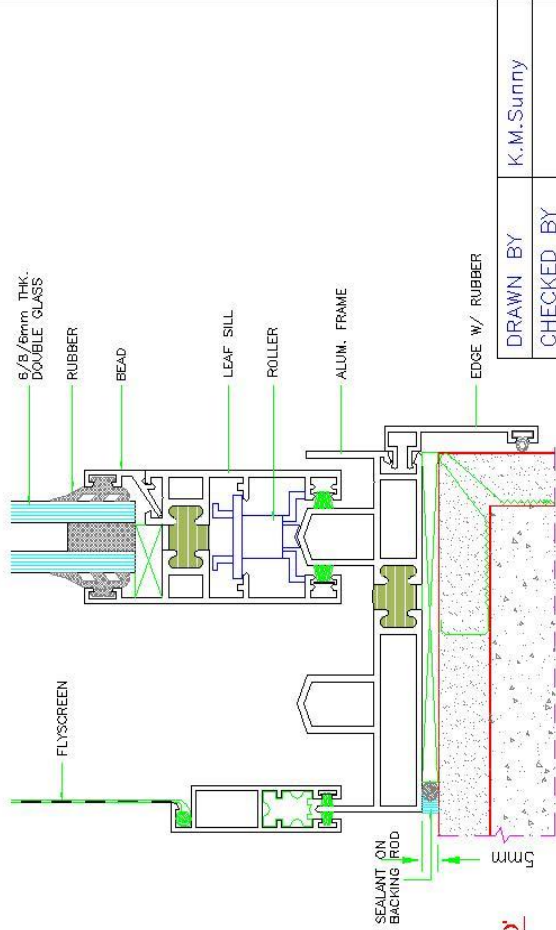 6/8/6mm THK.
DOUBLE GLASS
RUBBER
BEAD
LEAF SILL
ROLLER
ALUM. FRAME
EDGE W/ RUBBER
FLYSCREEN
SEALANT ON
BACKING ROD
5mm
DRAWN BY
K.M.Sunny
CHECKED BY